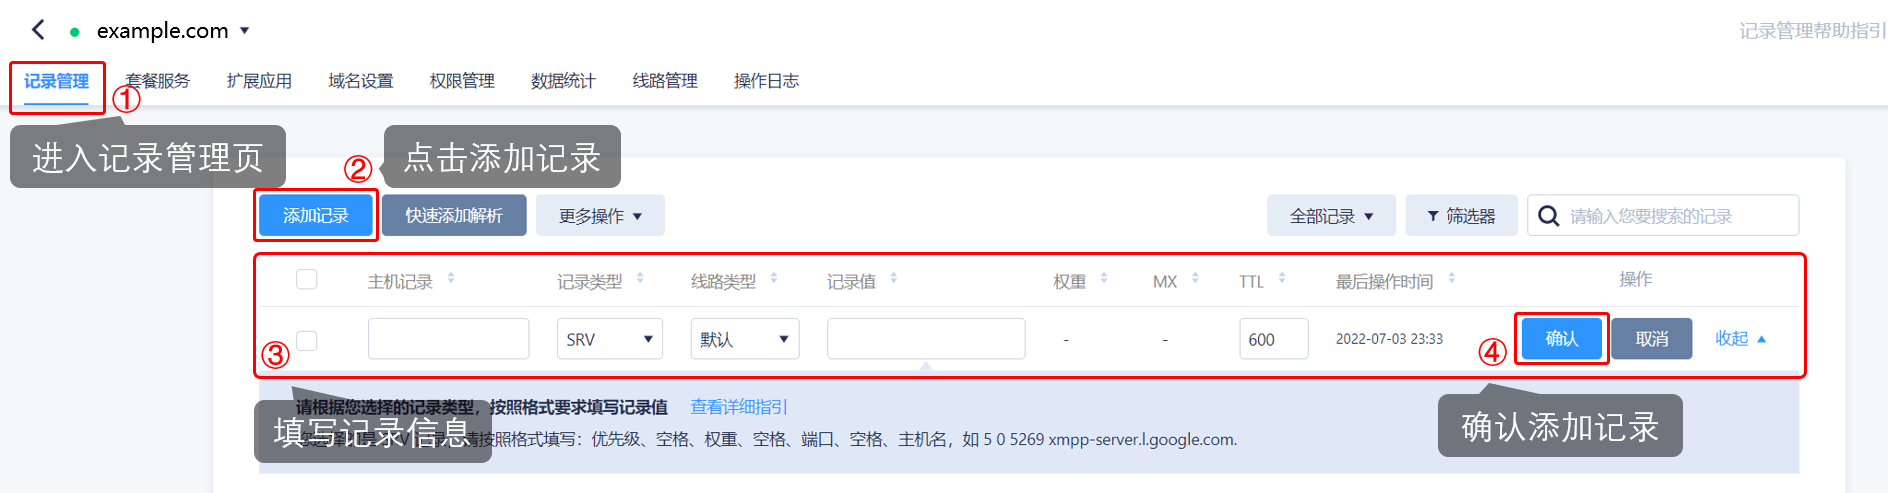 example.com
记录管理帮助指引
记录管理 套餐服务 扩展应用 域名设置 权限管理 数据统计 线路管理 操作日志
①
进入记录管理页
② 点击添加记录
添加记录 快速添加解析 更多操作 全部记录 筛选器 请输入您要搜索的记录
主机记录 记录类型 线路类型 记录值 权重 MX TTL 最后操作时间 操作
③ SRV 默认 - - 600 2022-07-03 23:33 ④ 确认 取消 收起
请根据您选择的记录类型，按照格式要求填写记录值 查看详细指引
填写记录信息
请按照格式填写：优先级、空格、权重、空格、端口、空格、主机名，如 5 0 5269 xmpp-server.l.google.com.
确认添加记录